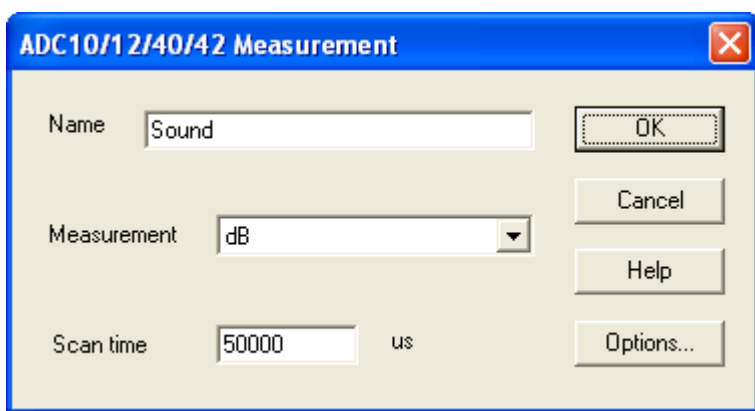 ADC10/12/40/42 Measurement
Name
Sound
OK
Cancel
Measurement
dB
Help
Scan time
50000
us
Options...